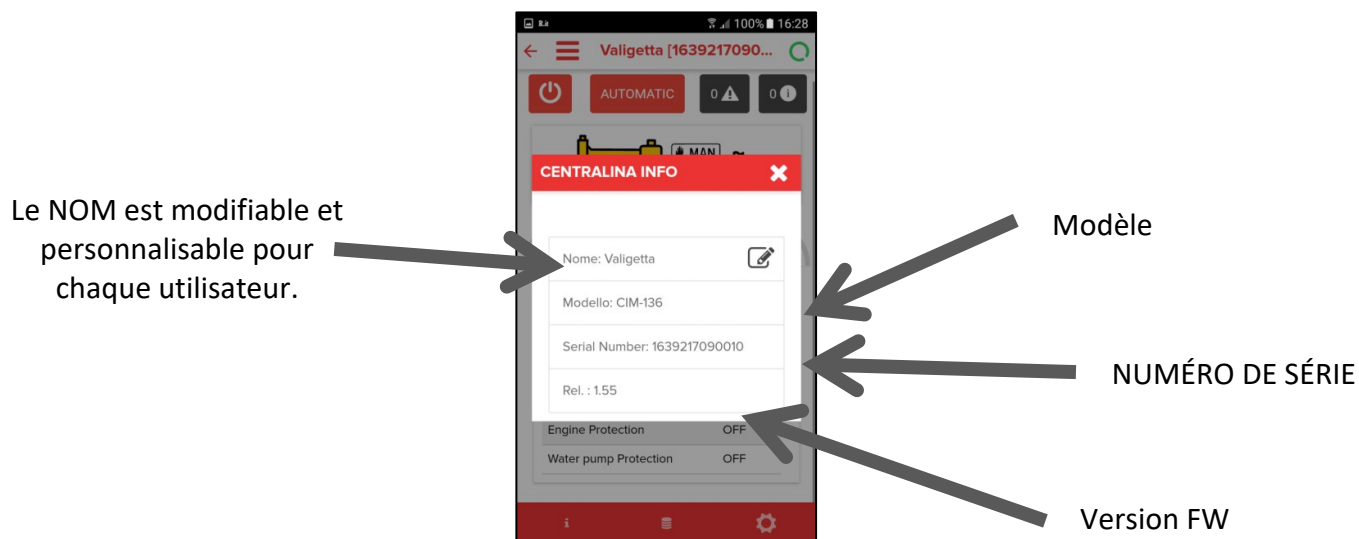 100% 16:28
Valigetta [1639217090...
AUTOMATIC
0
0
MAN
CENTRALINA INFO
Le NOM est modifiable et
personnalisable pour
chaque utilisateur.
Nome: Valigetta
Modello: CIM-136
Serial Number: 1639217090010
Rel. : 1.55
Modèle
NUMÉRO DE SÉRIE
Version FW
Engine Protection OFF
Water pump Protection OFF